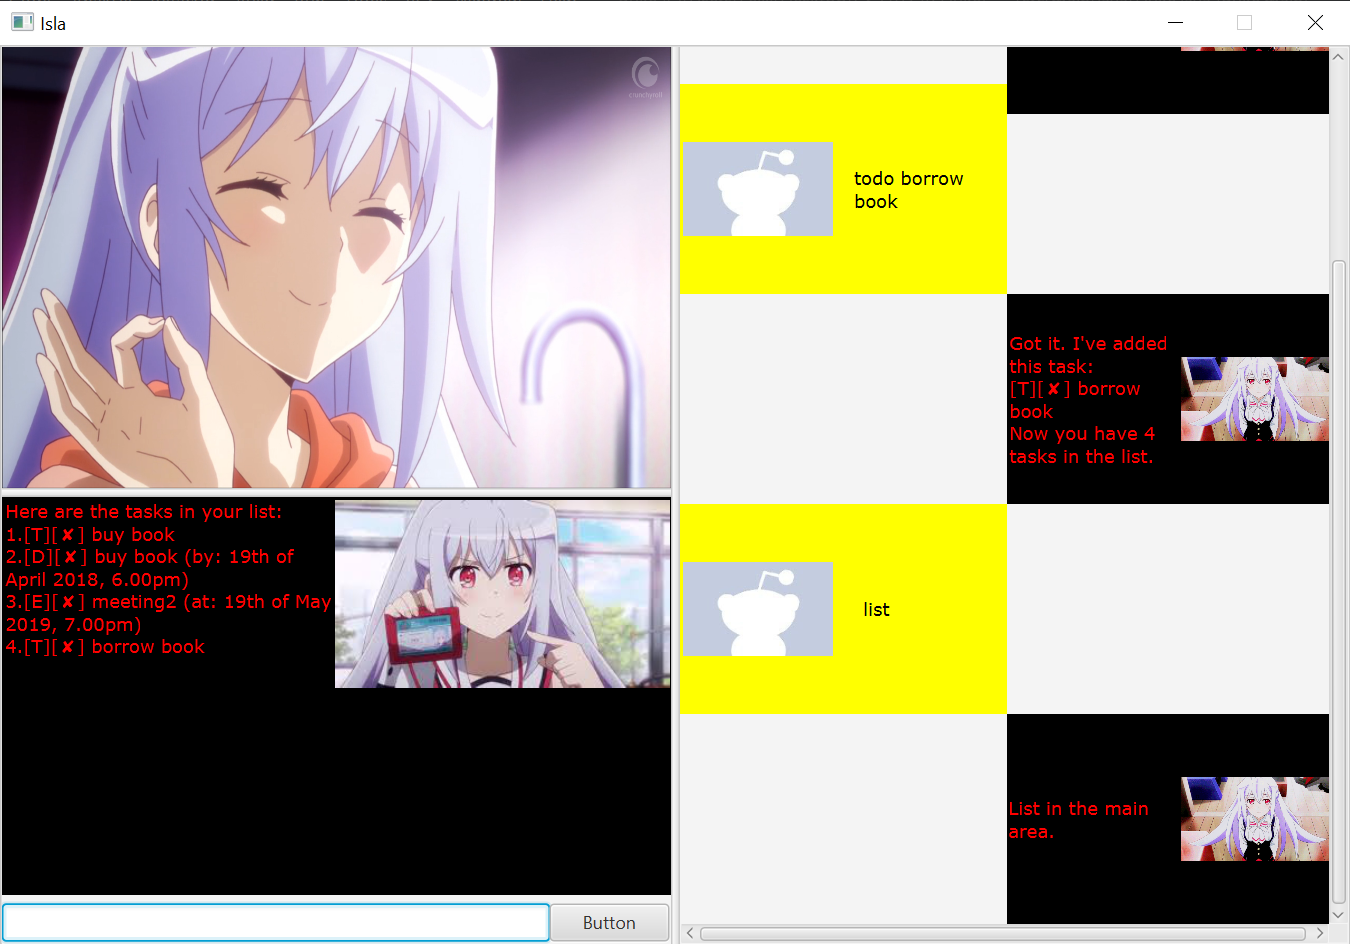 Isla
crunchyroll
Here are the tasks in your list:
1.[T][✘] buy book
2.[D][✘] buy book (by: 19th of
April 2018, 6.00pm)
3.[E][✘] meeting2 (at: 19th of May
2019, 7.00pm)
4.[T][✘] borrow book
Button
todo borrow
book
Got it. I've added
this task:
[T][✘] borrow
book
Now you have 4
tasks in the list.
list
List in the main
area.